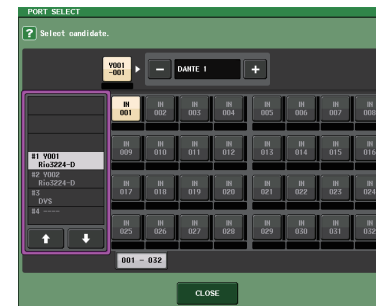 PORT SELECT
? Select candidate.
Y001
-001
− DANTE 1 +
IN 001 IN 002 IN 003 IN 004 IN 005 IN 006 IN 007 IN 008
IN 009 IN 010 IN 011 IN 012 IN 013 IN 014 IN 015 IN 016
#1 Y001
Rio3224-D
#2 Y002
Rio3224-D
#3
DVS
#4 ----
IN 017 IN 018 IN 019 IN 020 IN 021 IN 022 IN 023 IN 024
IN 025 IN 026 IN 027 IN 028 IN 029 IN 030 IN 031 IN 032
001 - 032
CLOSE